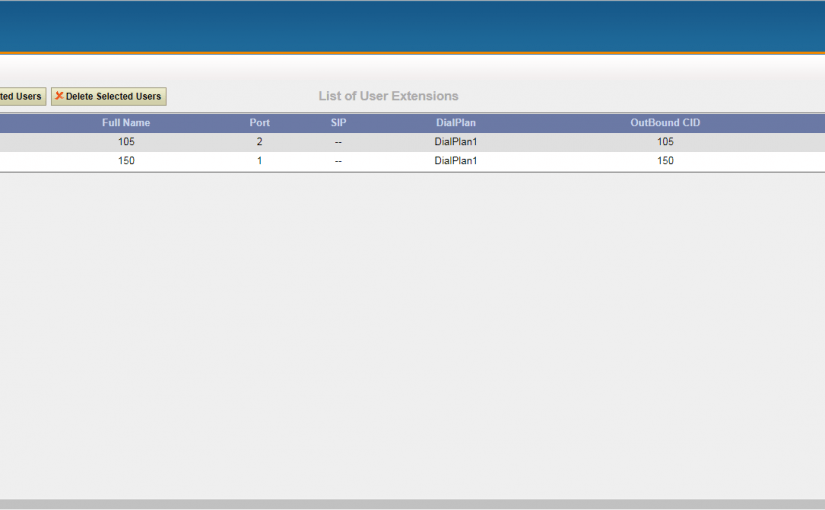 ted Users Delete Selected Users List of User Extensions
Full Name Port SIP DialPlan OutBound CID
105 2 -- DialPlan1 105
150 1 -- DialPlan1 150